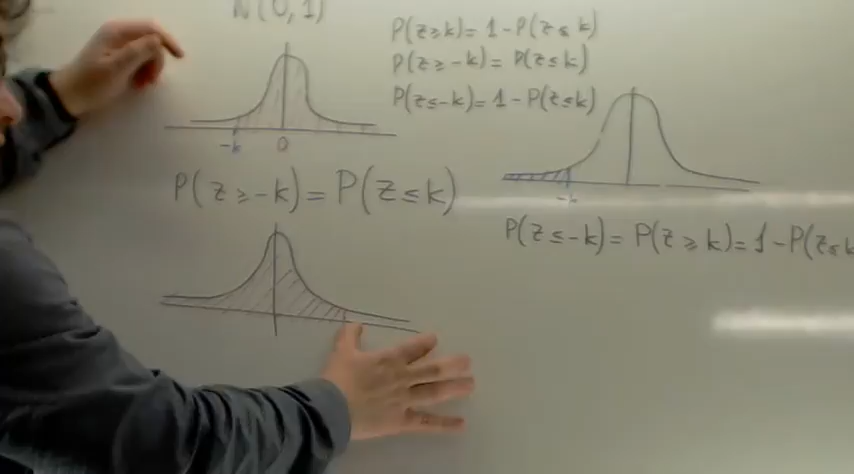 N(0,1)
P(z≥k)= 1-P(z≤k)
P(z≥-k)= P(z≤k)
P(z≤-k)= 1-P(z≤k)
-k 0
P(z≥-k)= P(z≤k)
-k
P(z≤-k)= P(z≥k)= 1-P(z≤k